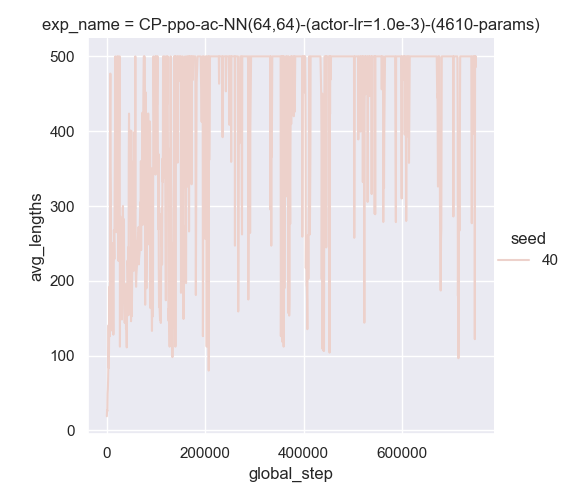 exp_name = CP-ppo-ac-NN(64,64)-(actor-lr=1.0e-3)-(4610-params)
500
400
300
200
100
0
avg_lengths
0 200000 400000 600000
global_step
seed
40